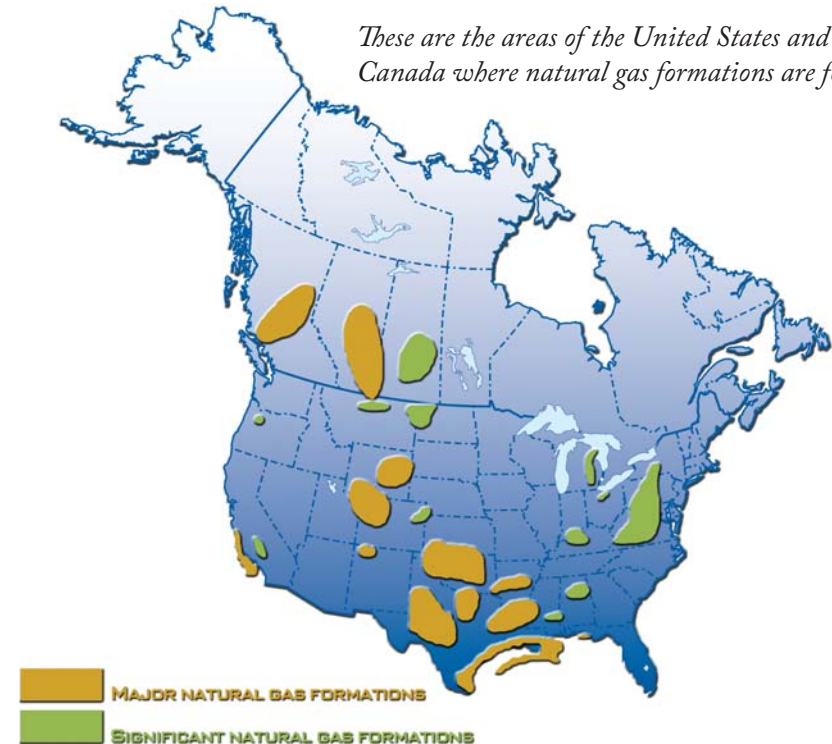 These are the areas of the United States and
Canada where natural gas formations are
MAJOR NATURAL GAS FORMATIONS
SIGNIFICANT NATURAL GAS FORMATIONS